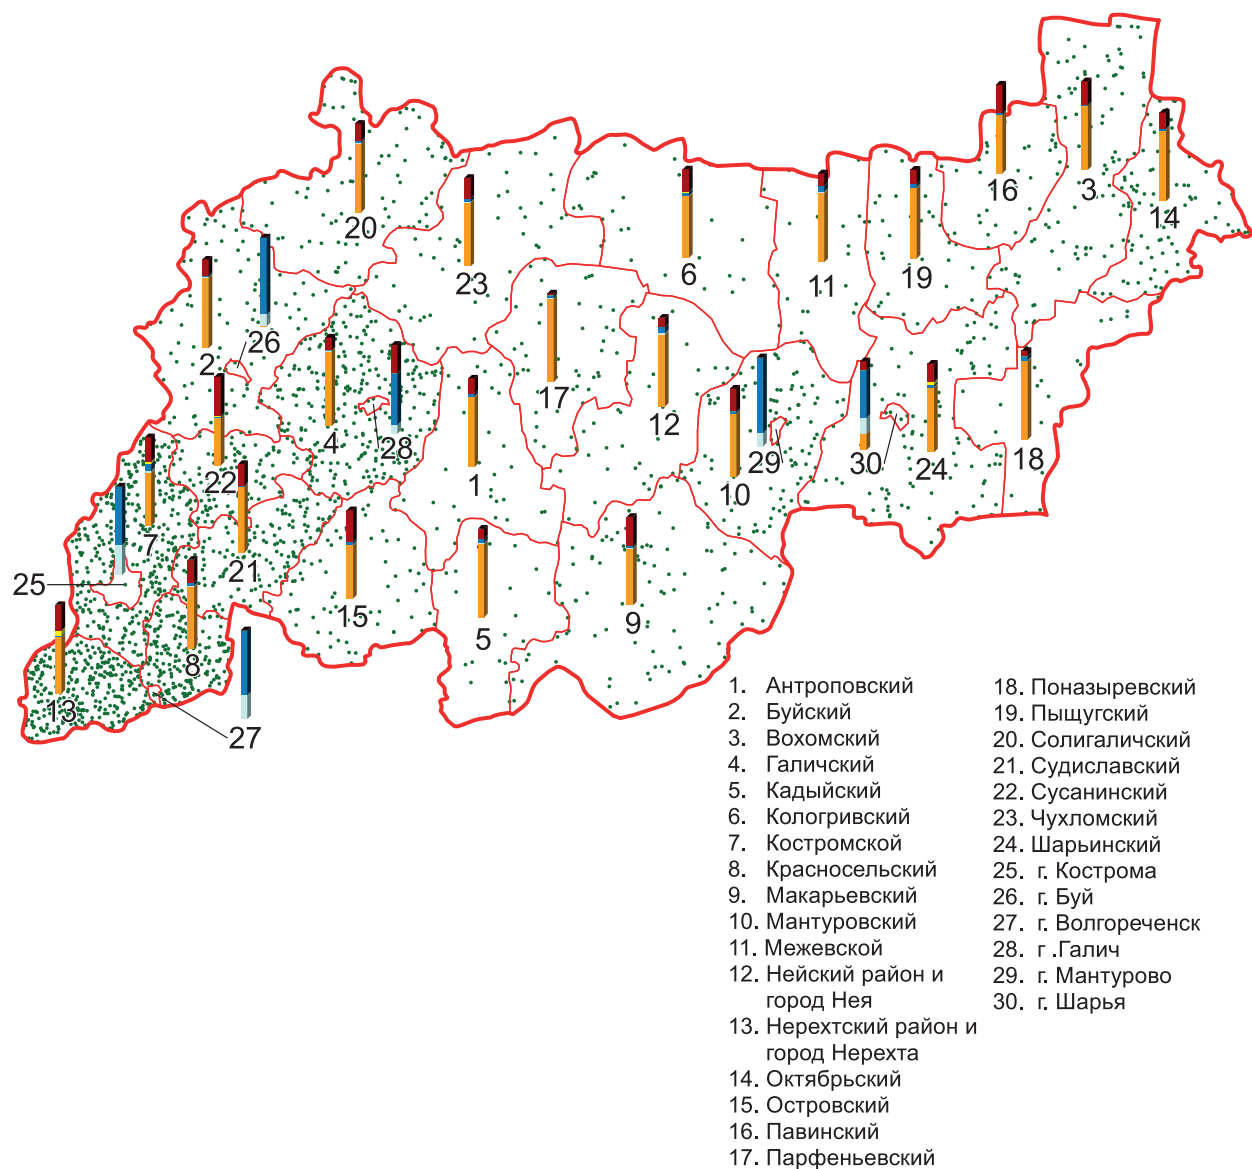 16
3
14
20
6
11
19
23
26
2
17
12
4
28
1
10
29
30
24
18
22
7
21
25
15
5
9
8
13
27
1. Антроповский
2. Буйский
3. Вохомский
4. Галичский
5. Кадыйский
6. Кологривский
7. Костромской
8. Красносельский
9. Макарьевский
10. Мантуровский
11. Межевской
12. Нейский район и
город Нея
13. Нерехтский район и
город Нерехта
14. Октябрьский
15. Островский
16. Павинский
17. Парфеньевский
18. Поназыревский
19. Пыщугский
20. Солигаличский
21. Судиславский
22. Сусанинский
23. Чухломский
24. Шарьинский
25. г. Кострома
26. г. Буй
27. г. Волгореченск
28. г .Галич
29. г. Мантурово
30. г. Шарья